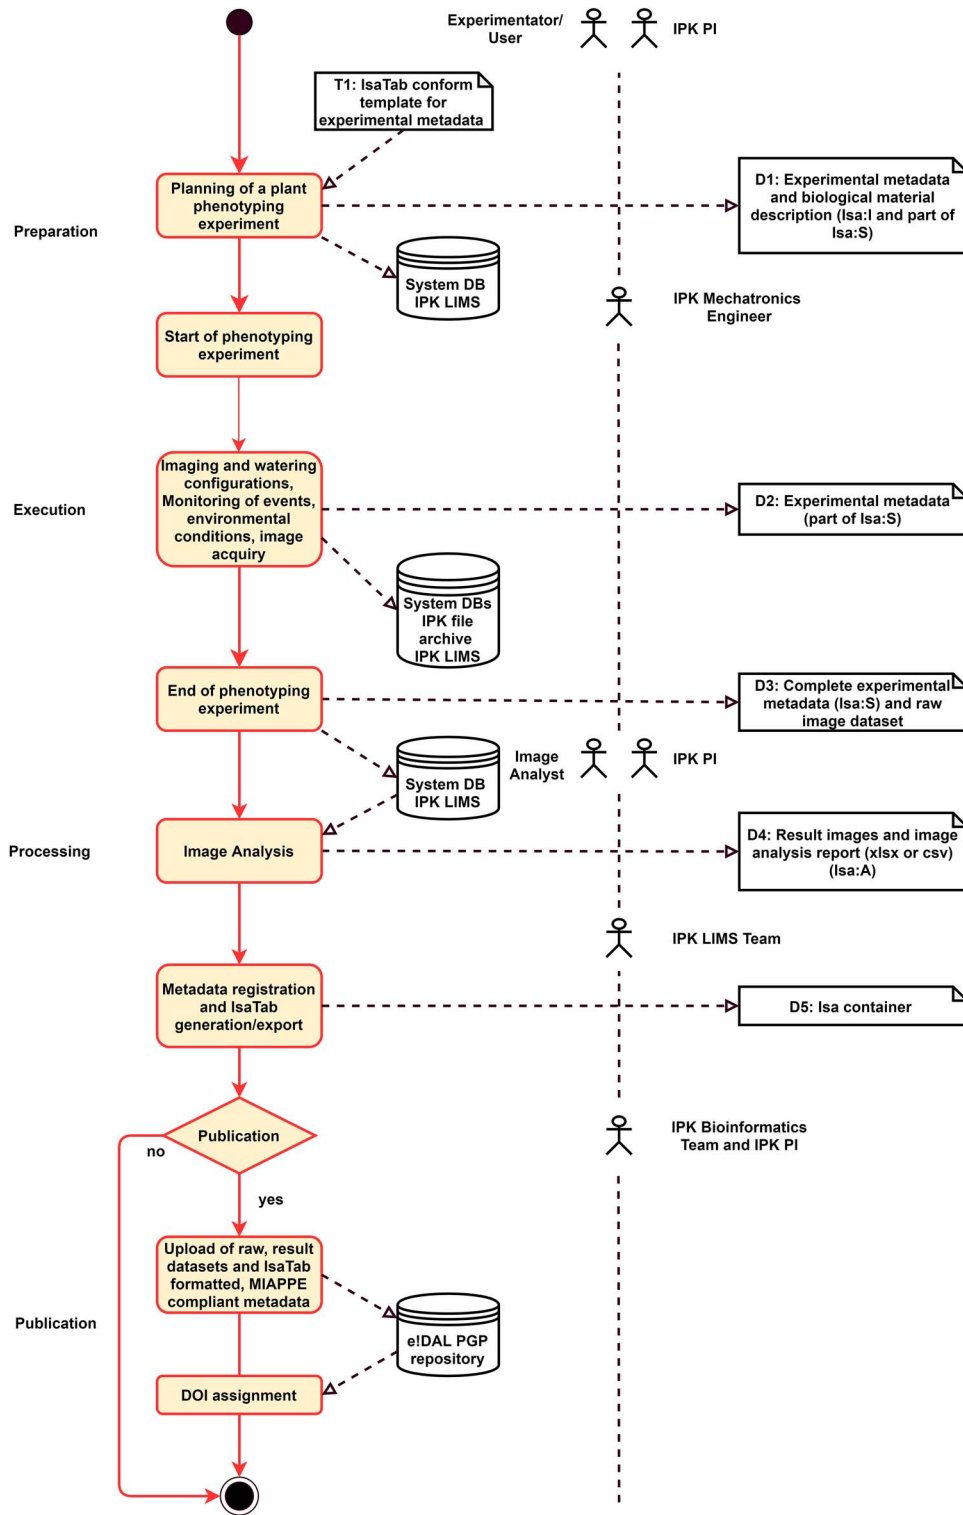 Experimentator/
User
IPK PI
T1: IsaTab conform
template for
experimental metadata
Planning of a plant
phenotyping
experiment
D1: Experimental metadata
and biological material
description (Isa:I and part of
Isa:S)
Preparation
System DB
IPK LIMS
IPK Mechatronics
Engineer
Start of phenotyping
experiment
Imaging and watering
configurations,
Monitoring of events,
environmental
conditions, image
acquiry
Execution
D2: Experimental metadata
(part of Isa:S)
System DBs
IPK file
archive
IPK LIMS
End of phenotyping
experiment
D3: Complete experimental
metadata (Isa:S) and raw
image dataset
Image
Analyst
IPK PI
System DB
IPK LIMS
Processing
Image Analysis
D4: Result images and image
analysis report (xlsx or csv)
(Isa:A)
IPK LIMS Team
Metadata registration
and IsaTab
generation/export
D5: Isa container
Publication
no
IPK Bioinformatics
Team and IPK PI
yes
Upload of raw, result
datasets and IsaTab
formatted, MIAPPE
compliant metadata
Publication
e!DAL PGP
repository
DOI assignment